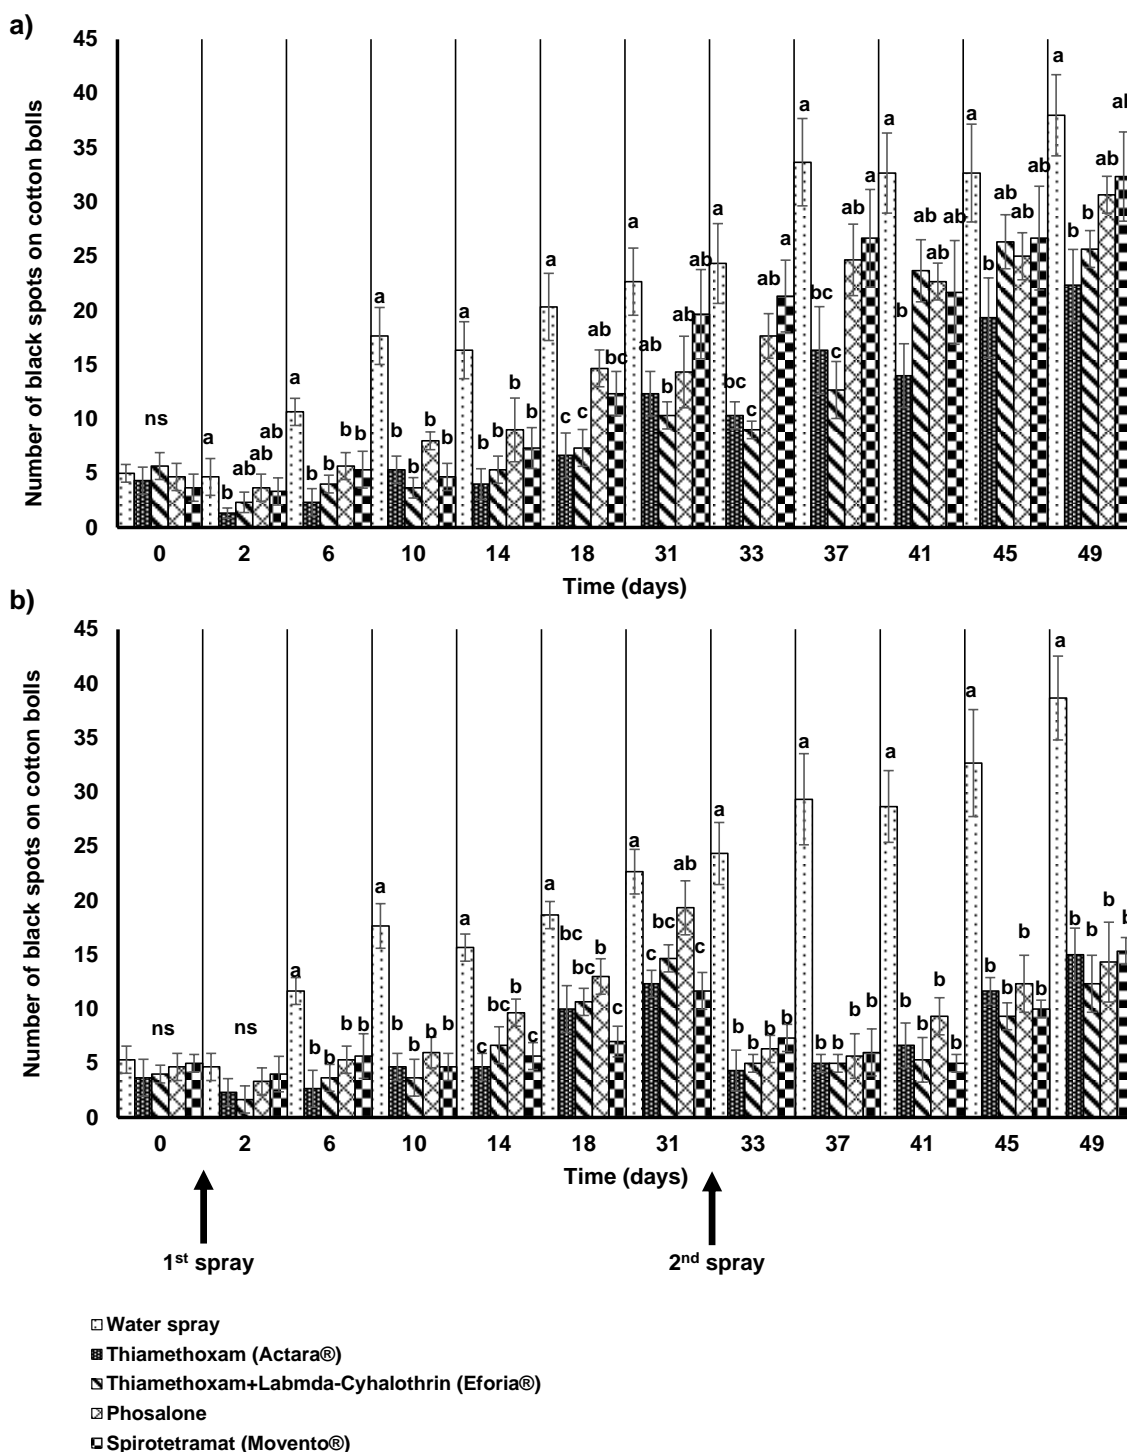 a)
Number of black spots on cotton bolls
45
40
35
30
25
20
15
10
5
0
ns
a b ab ab
a b b b b
a b b b b
a b b b b
a c c ab bc
a ab b ab ab
a bc c ab a
a bc c ab a
a b ab ab ab
a b ab ab ab
a b b ab ab
0 2 6 10 14 18 31 33 37 41 45 49
Time (days)
b)
Number of black spots on cotton bolls
45
40
35
30
25
20
15
10
5
0
ns
ns
a b b b b
a b b b b
a c bc b c
a bc bc b c
a c bc ab c
a b b b b
a b b b b
a b b b b
a b b b b
a b b b b
0 2 6 10 14 18 31 33 37 41 45 49
Time (days)
1st spray 2nd spray
Water spray
Thiamethoxam (Actara®)
Thiamethoxam+Labmda-Cyhalothrin (Eforia®)
Phosalone
Spirotetramat (Movento®)